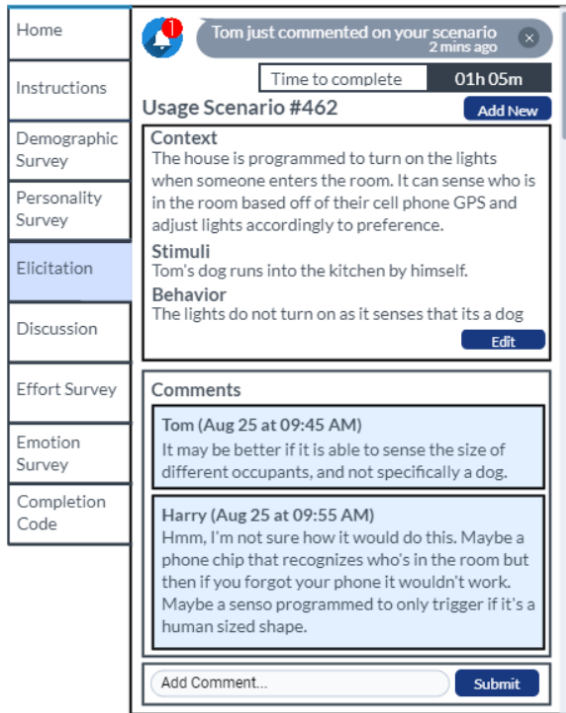 Home
Instructions
Demographic
Survey
Personality
Survey
Elicitation
Discussion
Effort Survey
Emotion
Survey
Completion
Code
1
Tom just commented on your scenario
2 mins ago
×
Time to complete
01h 05m
Usage Scenario #462
Add New
Context
The house is programmed to turn on the lights
when someone enters the room. It can sense who is
in the room based off of their cell phone GPS and
adjust lights accordingly to preference.
Stimuli
Tom's dog runs into the kitchen by himself.
Behavior
The lights do not turn on as it senses that its a dog
Edit
Comments
Tom (Aug 25 at 09:45 AM)
It may be better if it is able to sense the size of
different occupants, and not specifically a dog.
Harry (Aug 25 at 09:55 AM)
Hmm, I'm not sure how it would do this. Maybe a
phone chip that recognizes who's in the room but
then if you forgot your phone it wouldn't work.
Maybe a senso programmed to only trigger if it's a
human sized shape.
Add Comment...
Submit